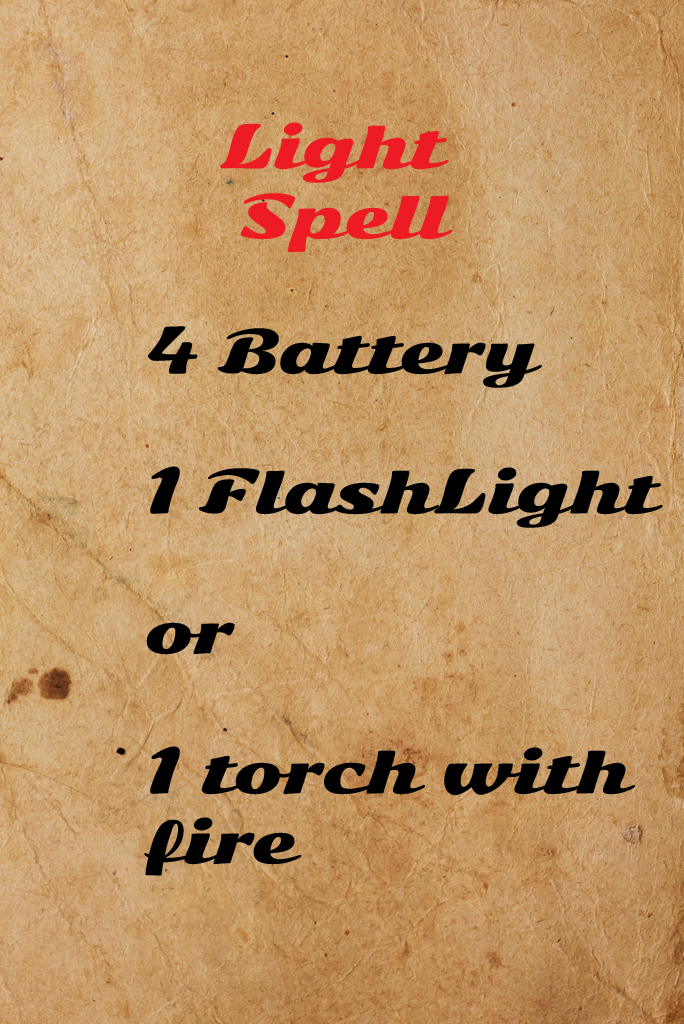 Light
Spell
4 Battery
1 FlashLight
or
1 torch with
fire